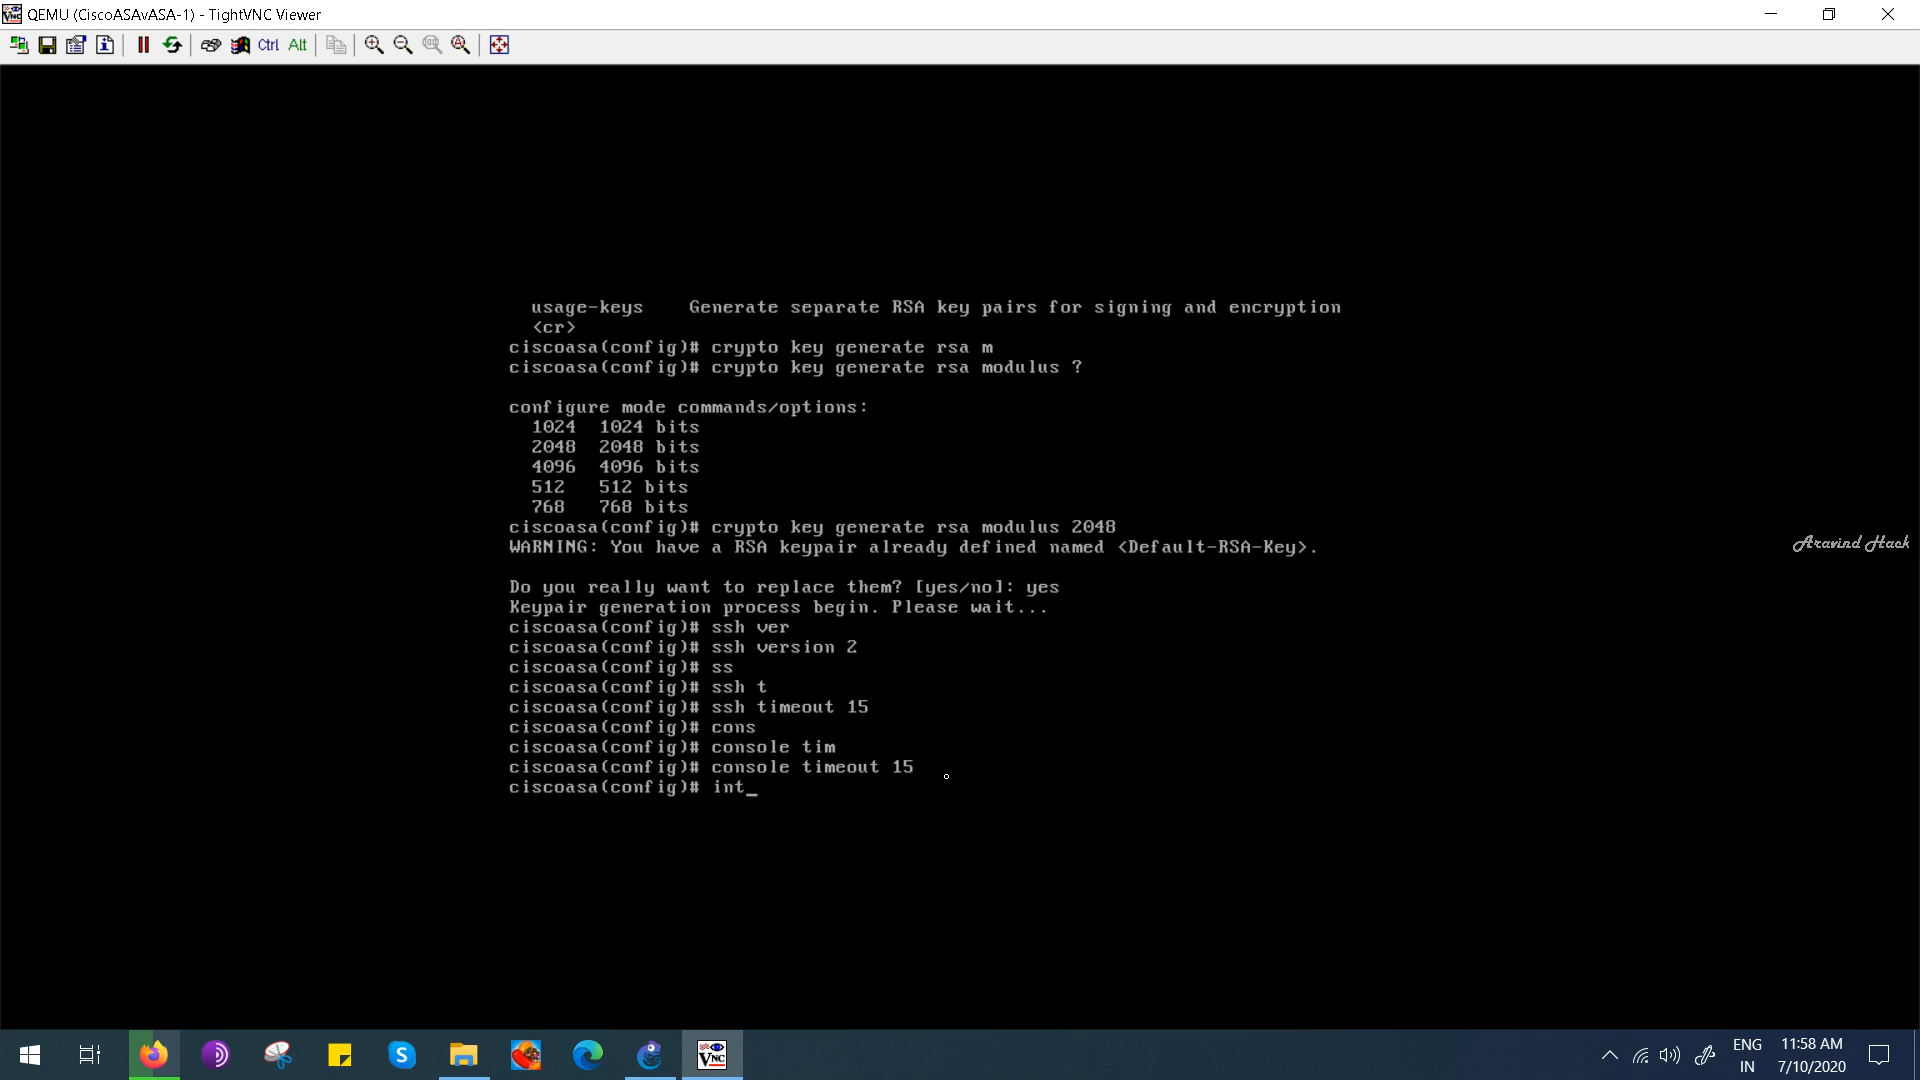 QEMU (CiscoASAvASA-1) - TightVNC Viewer
Ctrl Alt
usage-keys    Generate separate RSA key pairs for signing and encryption
<cr>
ciscoasa(config)# crypto key generate rsa m
ciscoasa(config)# crypto key generate rsa modulus ?
configure mode commands/options:
1024  1024 bits
2048  2048 bits
4096  4096 bits
512   512 bits
768   768 bits
ciscoasa(config)# crypto key generate rsa modulus 2048
WARNING: You have a RSA keypair already defined named <Default-RSA-Key>.
Do you really want to replace them? [yes/no]: yes
Keypair generation process begin. Please wait...
ciscoasa(config)# ssh ver
ciscoasa(config)# ssh version 2
ciscoasa(config)# ss
ciscoasa(config)# ssh t
ciscoasa(config)# ssh timeout 15
ciscoasa(config)# cons
ciscoasa(config)# console tim
ciscoasa(config)# console timeout 15
ciscoasa(config)# int_
Aravind Hack
ENG 11:58 AM
IN 7/10/2020